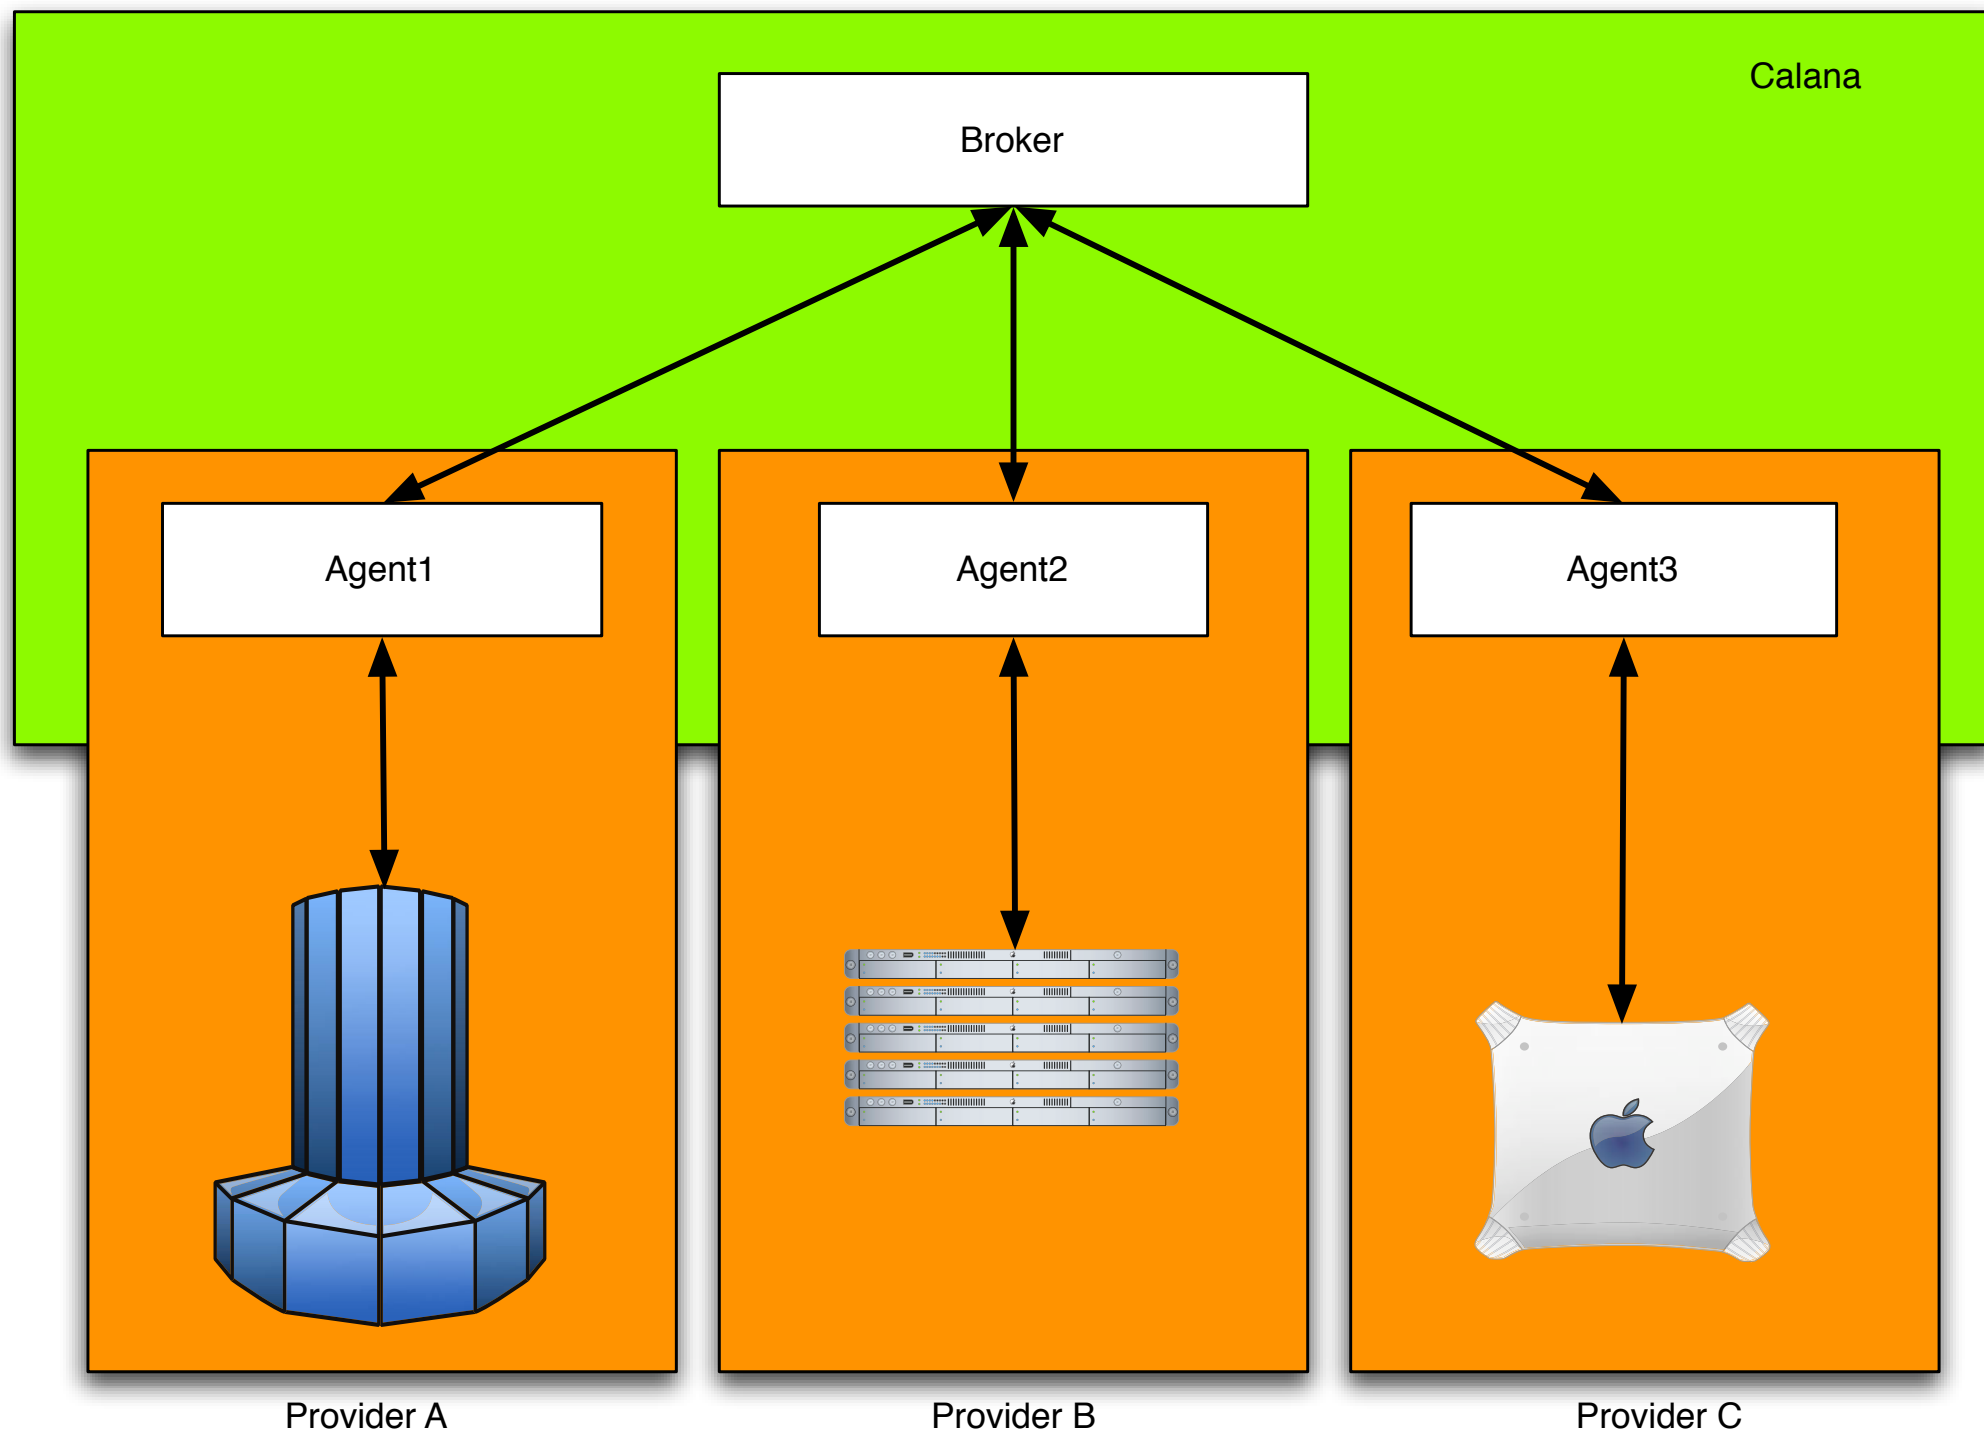 Calana
Broker
Agent1
Agent2
Agent3
Provider A
Provider B
Provider C